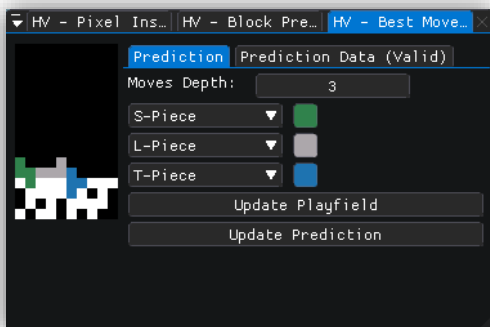 HV - Pixel Ins… HV - Block Pre… HV - Best Move…
Prediction Prediction Data (Valid)
Moves Depth: 3
S-Piece
L-Piece
T-Piece
Update Playfield
Update Prediction